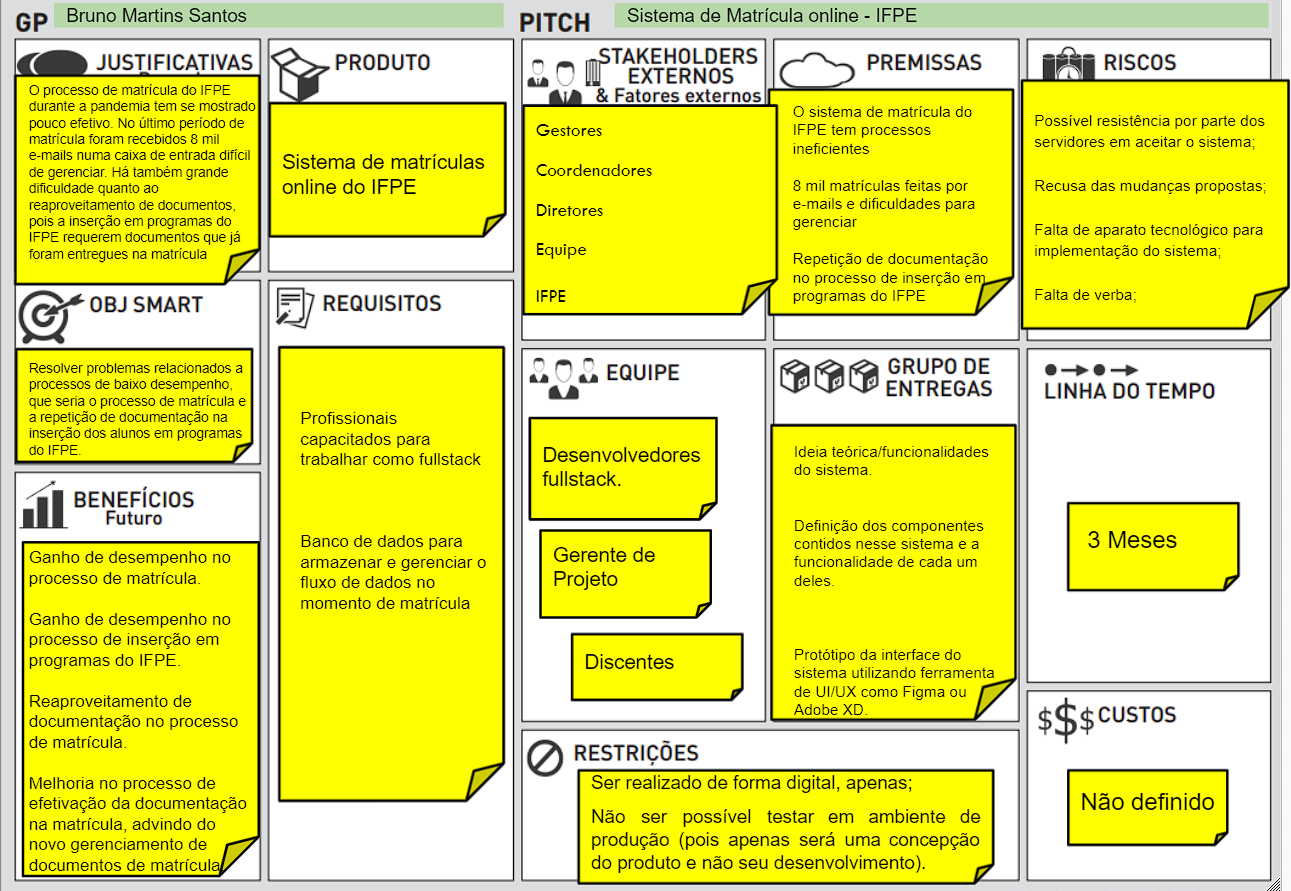 GP
Bruno Martins Santos
PITCH
Sistema de Matrícula online - IFPE
JUSTIFICATIVAS
O processo de matrícula do IFPE
durante a pandemia tem se mostrado
pouco efetivo. No último período de
matrícula foram recebidos 8 mil
e-mails numa caixa de entrada difícil
de gerenciar. Há também grande
dificuldade quanto ao
reaproveitamento de documentos,
pois a inserção em programas do
IFPE requerem documentos que já
foram entregues na matrícula
OBJ SMART
Resolver problemas relacionados a
processos de baixo desempenho,
que seria o processo de matrícula e
a repetição de documentação na
inserção dos alunos em programas
do IFPE.
BENEFÍCIOS
Futuro
Ganho de desempenho no
processo de matrícula.
Ganho de desempenho no
processo de inserção em
programas do IFPE.
Reaproveitamento de
documentação no processo
de matrícula.
Melhoria no processo de
efetivação da documentação
na matrícula, advindo do
novo gerenciamento de
documentos de matrícula
PRODUTO
Sistema de matrículas
online do IFPE
REQUISITOS
Profissionais
capacitados para
trabalhar como fullstack
Banco de dados para
armazenar e gerenciar o
fluxo de dados no
momento de matrícula
STAKEHOLDERS
EXTERNOS
& Fatores externos
Gestores
Coordenadores
Diretores
Equipe
IFPE
EQUIPE
Desenvolvedores
fullstack.
Gerente de
Projeto
Discentes
PREMISSAS
O sistema de matrícula do
IFPE tem processos
ineficientes
8 mil matrículas feitas por
e-mails e dificuldades para
gerenciar
Repetição de documentação
no processo de inserção em
programas do IFPE
GRUPO DE
ENTREGAS
Ideia teórica/funcionalidades
do sistema.
Definição dos componentes
contidos nesse sistema e a
funcionalidade de cada um
deles.
Protótipo da interface do
sistema utilizando ferramenta
de UI/UX como Figma ou
Adobe XD.
RESTRIÇÕES
Ser realizado de forma digital, apenas;
Não ser possível testar em ambiente de
produção (pois apenas será uma concepção
do produto e não seu desenvolvimento).
RISCOS
Possível resistência por parte dos
servidores em aceitar o sistema;
Recusa das mudanças propostas;
Falta de aparato tecnológico para
implementação do sistema;
Falta de verba;
LINHA DO TEMPO
3 Meses
$$$ CUSTOS
Não definido